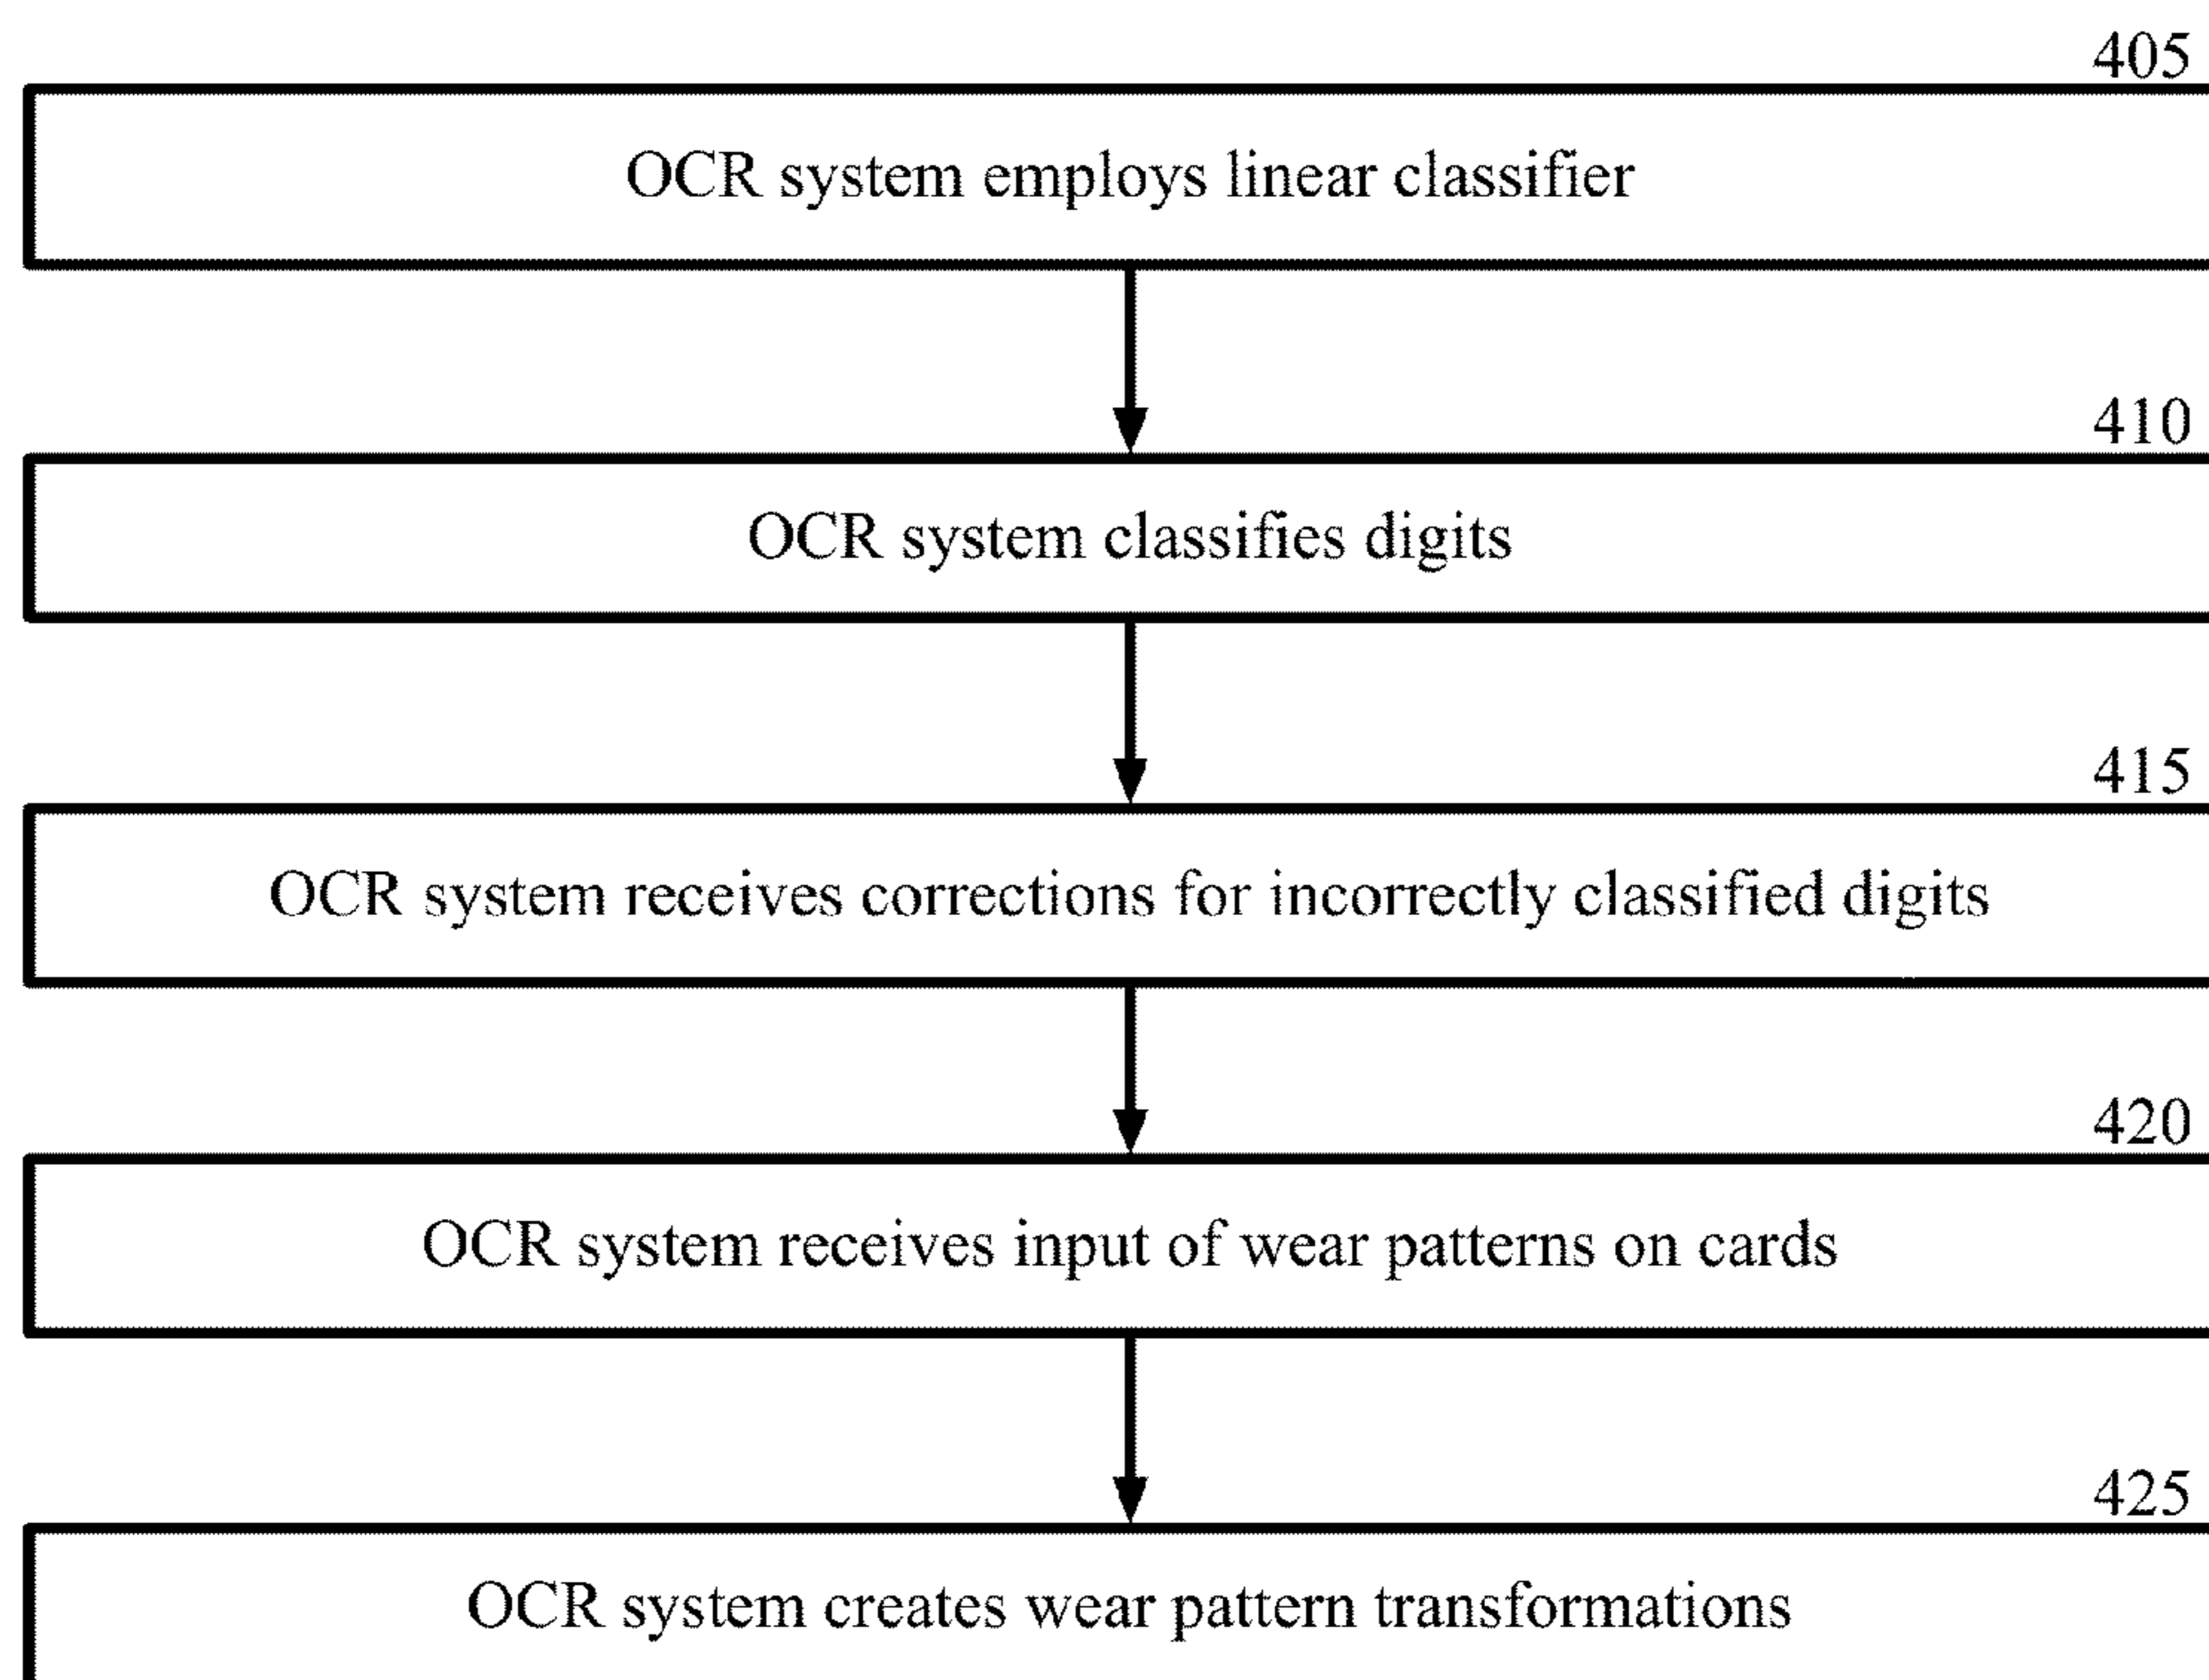 405
OCR system employs linear classifier
410
OCR system classifies digits
415
OCR system receives corrections for incorrectly classified digits
420
OCR system receives input of wear patterns on cards
425
OCR system creates wear pattern transformations